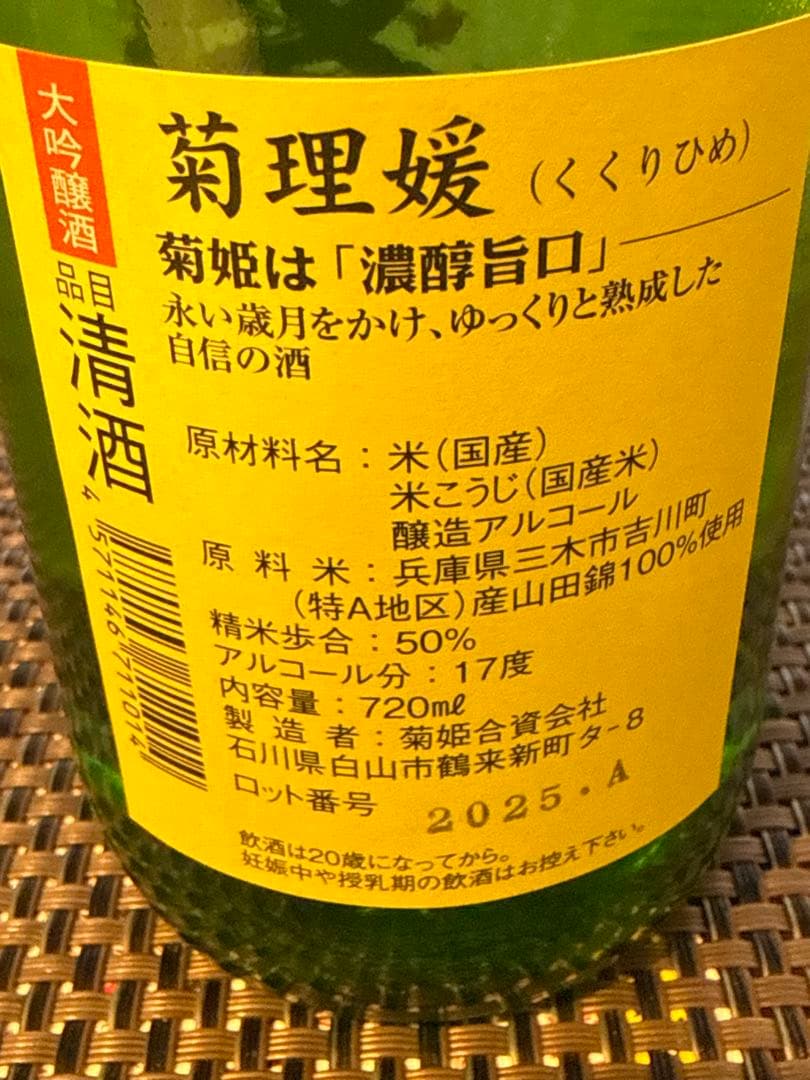 大吟醸酒
品目
清酒
4 571146 711014
菊理媛（くくりひめ）
菊姫は「濃醇旨口」
永い歳月をかけ、ゆっくりと熟成した
自信の酒
原材料名：米（国産）
米こうじ（国産米）
醸造アルコール
原料米：兵庫県三木市吉川町
（特A地区）産山田錦100%使用
精米歩合：50%
アルコール分：17度
内容量：720mℓ
製造者：菊姫合資会社
石川県白山市鶴来新町タ-8
ロット番号 2025.A
飲酒は20歳になってから。
妊娠中や授乳期の飲酒はお控え下さい。